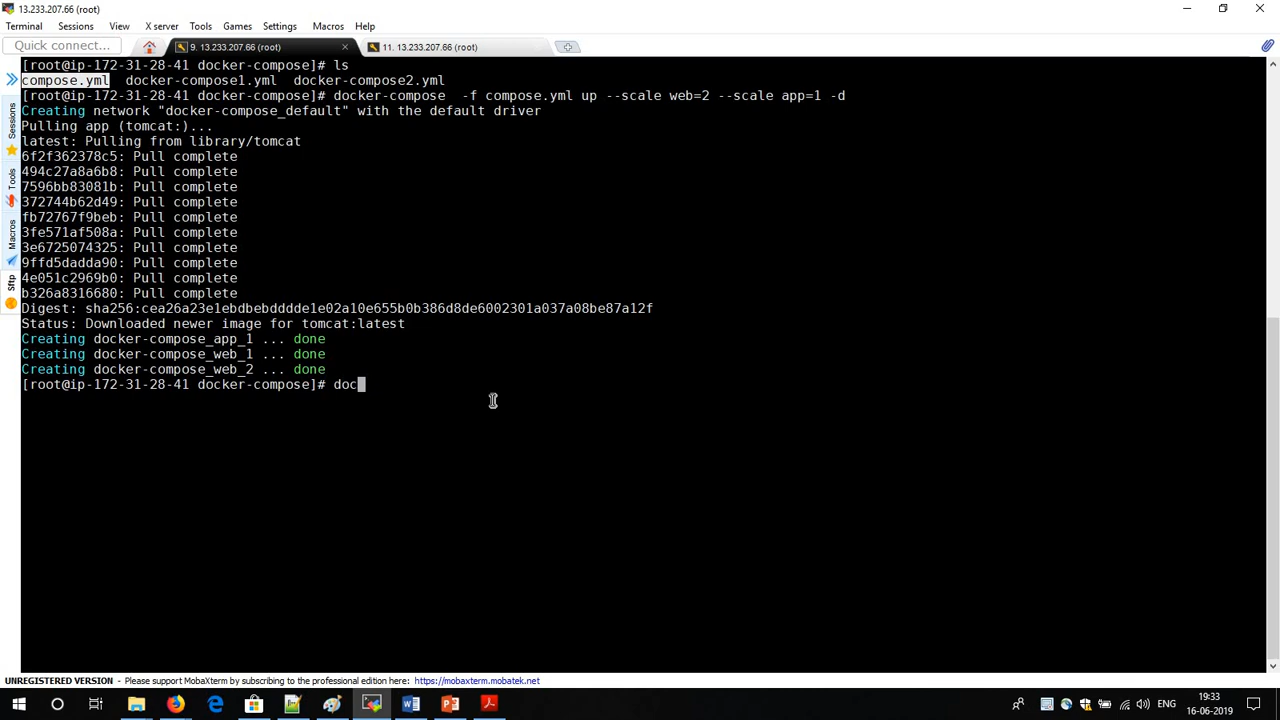 13.233.207.66 (root)
Terminal Sessions View X server Tools Games Settings Macros Help
Quick connect... 9. 13.233.207.66 (root) 11. 13.233.207.66 (root)
[root@ip-172-31-28-41 docker-compose]# ls
compose.yml docker-compose1.yml docker-compose2.yml
[root@ip-172-31-28-41 docker-compose]# docker-compose -f compose.yml up --scale web=2 --scale app=1 -d
Creating network "docker-compose_default" with the default driver
Pulling app (tomcat:)...
latest: Pulling from library/tomcat
6f2f362378c5: Pull complete
494c27a8a6b8: Pull complete
7596bb83081b: Pull complete
372744b62d49: Pull complete
fb72767f9beb: Pull complete
3fe571af508a: Pull complete
3e6725074325: Pull complete
9ffd5dadda90: Pull complete
4e051c2969b0: Pull complete
b326a8316680: Pull complete
Digest: sha256:cea26a23e1ebdbebdddde1e02a10e655b0b386d8de6002301a037a08be87a12f
Status: Downloaded newer image for tomcat:latest
Creating docker-compose_app_1 ... done
Creating docker-compose_web_1 ... done
Creating docker-compose_web_2 ... done
[root@ip-172-31-28-41 docker-compose]# doc
Sessions
Tools
Macros
Sftp
UNREGISTERED VERSION - Please support MobaXterm by subscribing to the professional edition here: https://mobaxterm.mobatek.net
ENG
19:33
16-06-2019